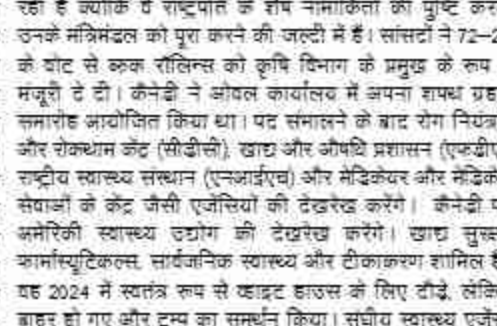 रही है क्योंकि वे राष्ट्रपति के शेष नामांकितों की पुष्टि कर
उनके मंत्रिमंडल को पूरा करने की जल्दी में हैं। सांसदों ने 72-2
के वोट से ब्रुक रॉलिन्स को कृषि विभाग के प्रमुख के रूप
मंजूरी दे दी। कैनेडी ने ओवल कार्यालय में अपना शपथ ग्रह
समारोह आयोजित किया था। पद संभालने के बाद रोग नियंत्र
और रोकथाम केंद्र (सीडीसी), खाद्य और औषधि प्रशासन (एफडीए
राष्ट्रीय स्वास्थ्य संस्थान (एनआईएच) और मेडिकेयर और मेडिके
सेवाओं के केंद्र जैसी एजेंसियों की देखरेख करेंगे। कैनेडी प
अमेरिकी स्वास्थ्य उद्योग की देखरेख करेंगे। खाद्य सुरक्ष
फार्मास्यूटिकल्स, सार्वजनिक स्वास्थ्य और टीकाकरण शामिल है
वह 2024 में स्वतंत्र रूप से व्हाइट हाउस के लिए दौड़े, लेकि
बाहर हो गए और ट्रम्प का समर्थन किया। संघीय स्वास्थ्य एजें